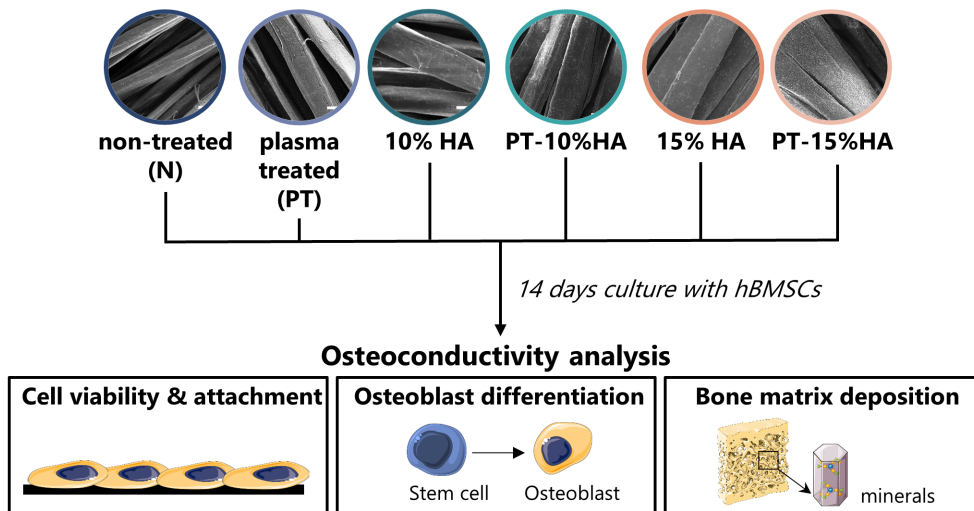 non-treated
(N)
plasma
treated
(PT)
10% HA
PT-10%HA
15% HA
PT-15%HA
14 days culture with hBMSCs
Osteoconductivity analysis
Cell viability & attachment
Osteoblast differentiation
Bone matrix deposition
Stem cell
Osteoblast
minerals